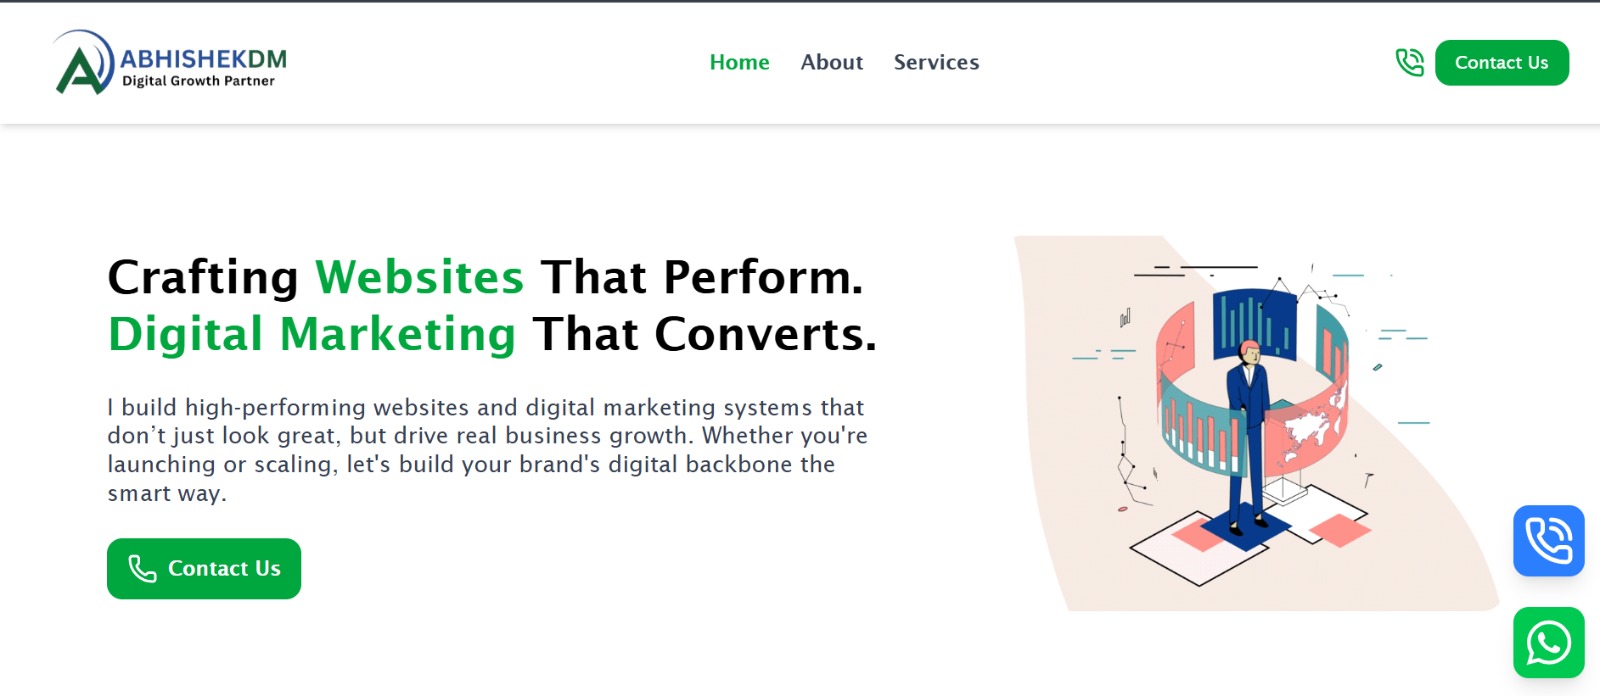 ABHISHEKDM
Digital Growth Partner
Home
About
Services
Contact Us
Crafting Websites That Perform.
Digital Marketing That Converts.
I build high-performing websites and digital marketing systems that
don’t just look great, but drive real business growth. Whether you're
launching or scaling, let's build your brand's digital backbone the
smart way.
Contact Us